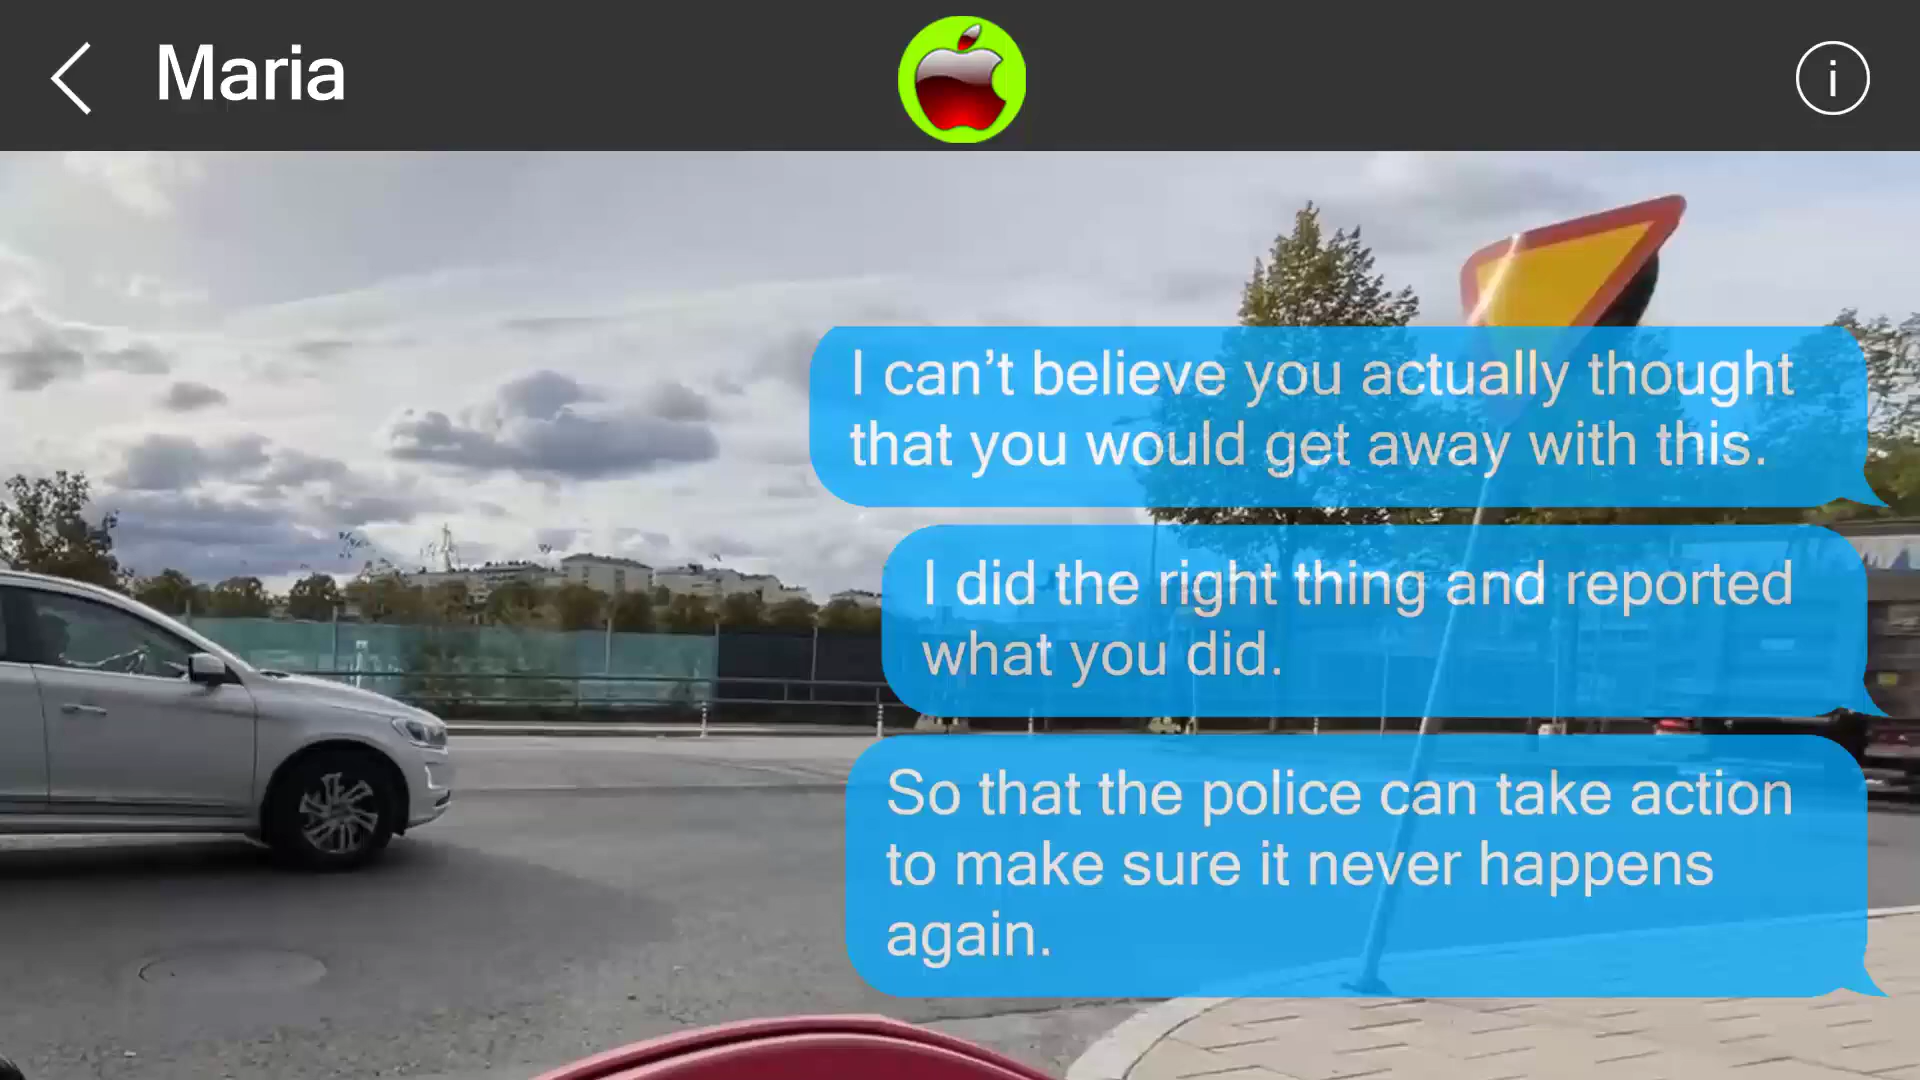 Maria
I can’t believe you actually thought
that you would get away with this.
I did the right thing and reported
what you did.
So that the police can take action
to make sure it never happens
again.